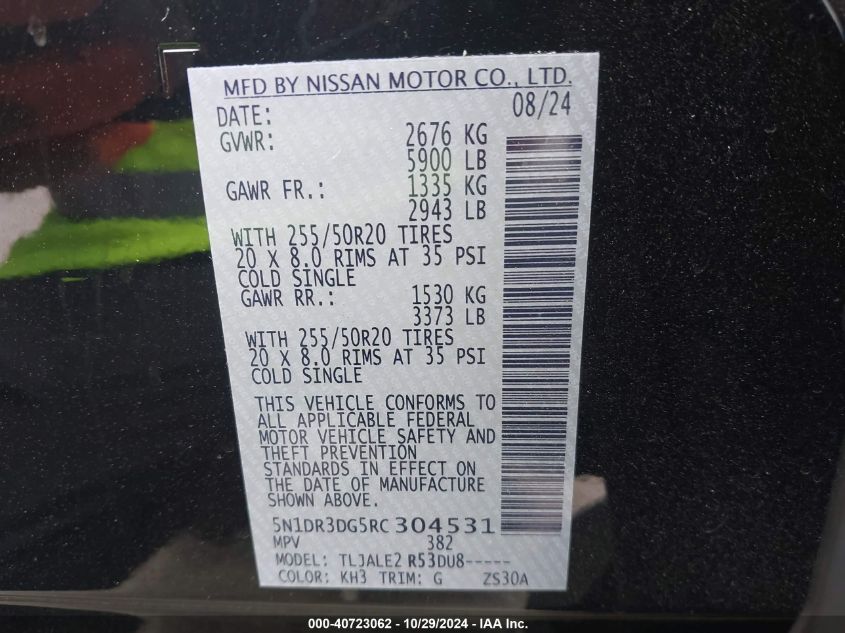 MFD BY NISSAN MOTOR CO., LTD.
DATE: 08/24
GVWR: 2676 KG
5900 LB
GAWR FR.: 1335 KG
2943 LB
WITH 255/50R20 TIRES
20 X 8.0 RIMS AT 35 PSI
COLD SINGLE
GAWR RR.: 1530 KG
3373 LB
WITH 255/50R20 TIRES
20 X 8.0 RIMS AT 35 PSI
COLD SINGLE
THIS VEHICLE CONFORMS TO
ALL APPLICABLE FEDERAL
MOTOR VEHICLE SAFETY AND
THEFT PREVENTION
STANDARDS IN EFFECT ON
THE DATE OF MANUFACTURE
SHOWN ABOVE.
5N1DR3DG5RC304531
MPV 382
MODEL: TLJALE2 R53DU8-----
COLOR: KH3 TRIM: G ZS30A
000-40723062 - 10/29/2024 - IAA Inc.